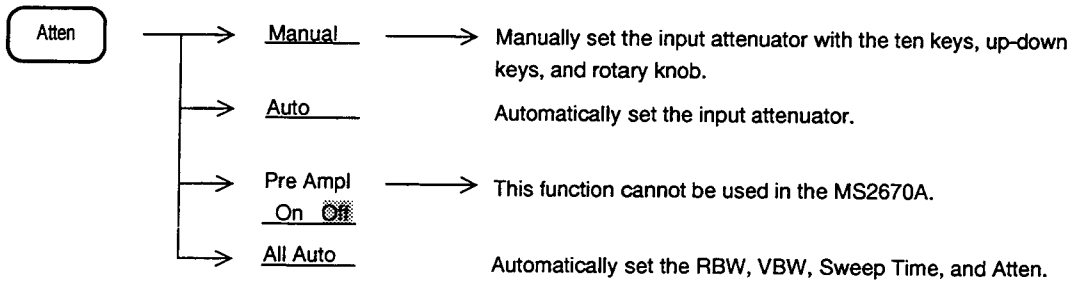 Atten
Manual
Manually set the input attenuator with the ten keys, up-down
keys, and rotary knob.
Auto
Automatically set the input attenuator.
Pre Ampl
On Off
This function cannot be used in the MS2670A.
All Auto
Automatically set the RBW, VBW, Sweep Time, and Atten.